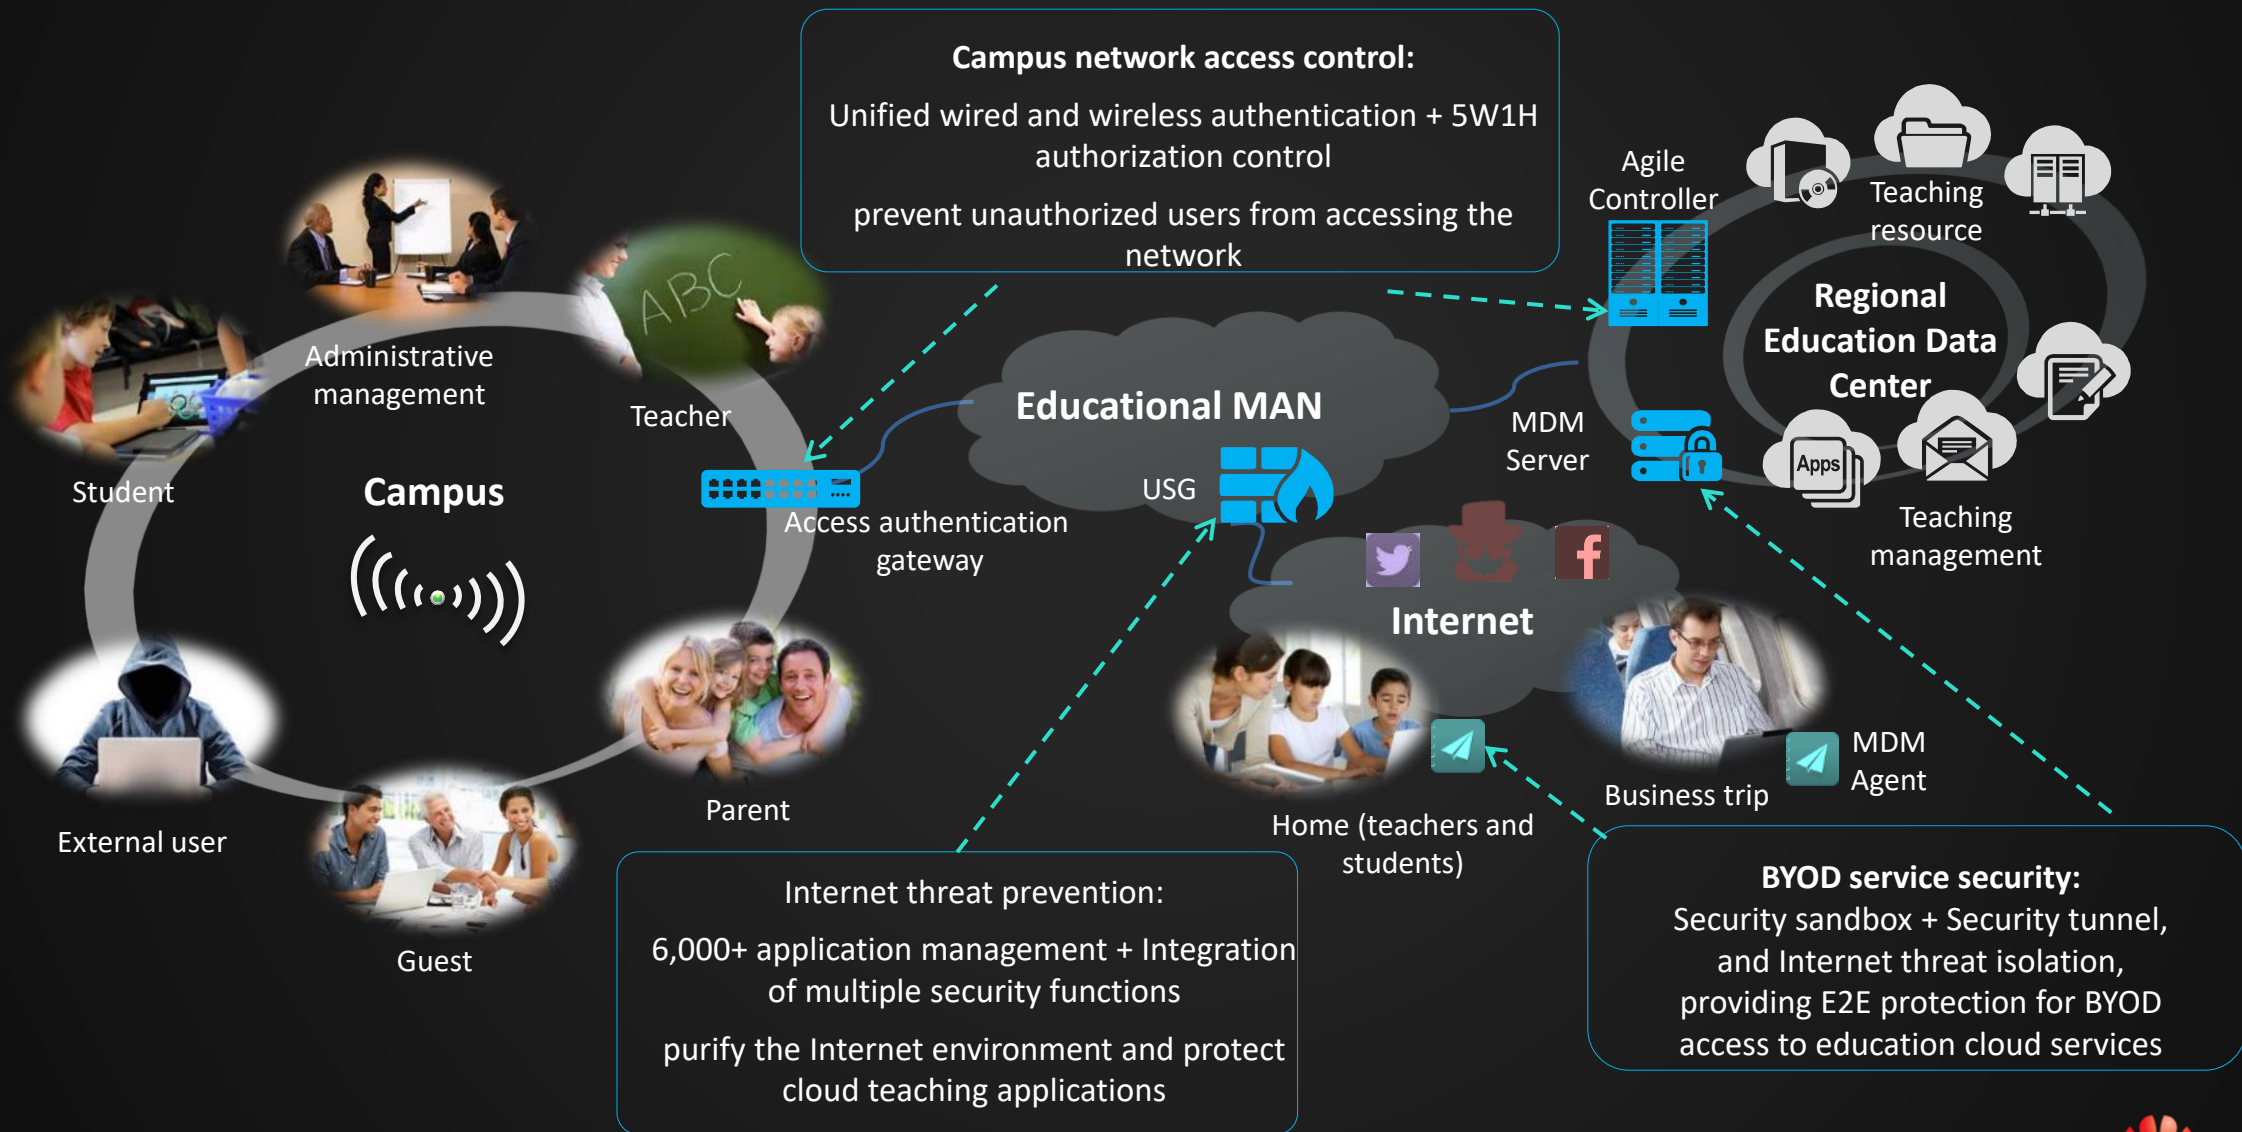 Campus network access control:
Unified wired and wireless authentication + 5W1H
authorization control
prevent unauthorized users from accessing the
network
Agile
Controller
Teaching
resource
Regional
Education Data
Center
MDM
Server
Apps
Teaching
management
Administrative
management
ABC
Teacher
Student
Campus
Access authentication
gateway
Educational MAN
USG
Internet
External user
Guest
Parent
Home (teachers and
students)
Business trip
MDM
Agent
Internet threat prevention:
6,000+ application management + Integration
of multiple security functions
purify the Internet environment and protect
cloud teaching applications
BYOD service security:
Security sandbox + Security tunnel,
and Internet threat isolation,
providing E2E protection for BYOD
access to education cloud services